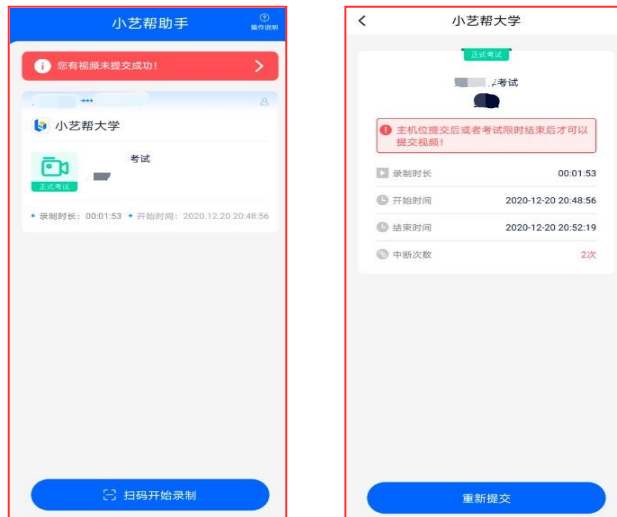 小艺帮助手
操作说明
您有视频未提交成功!
小艺帮大学
考试
正式考试
录制时长: 00:01:53 开始时间: 2020.12.20 20:48:56
扫码开始录制
小艺帮大学
正式考试
考试
主机位提交后或者考试限时结束后才可以
提交视频!
录制时长 00:01:53
开始时间 2020-12-20 20:48:56
结束时间 2020-12-20 20:52:19
中断次数 2次
重新提交